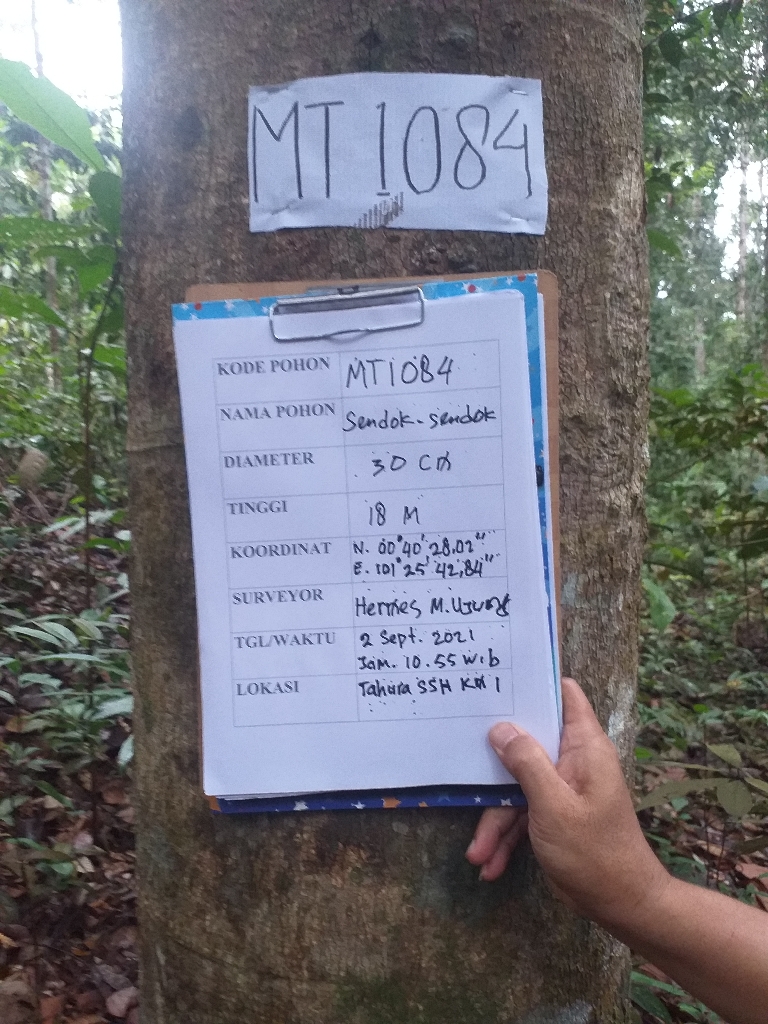 MT 1084
KODE POHON MT1084
NAMA POHON Sendok-sendok
DIAMETER 30 CM
TINGGI 18 M
KOORDINAT N. 00°40'28.02"
E. 101°25'42,84"
SURVEYOR Hermes M.Ujung
TGL/WAKTU 2 Sept. 2021
Jam. 10.55 Wib
LOKASI Tahura SSH KM 1